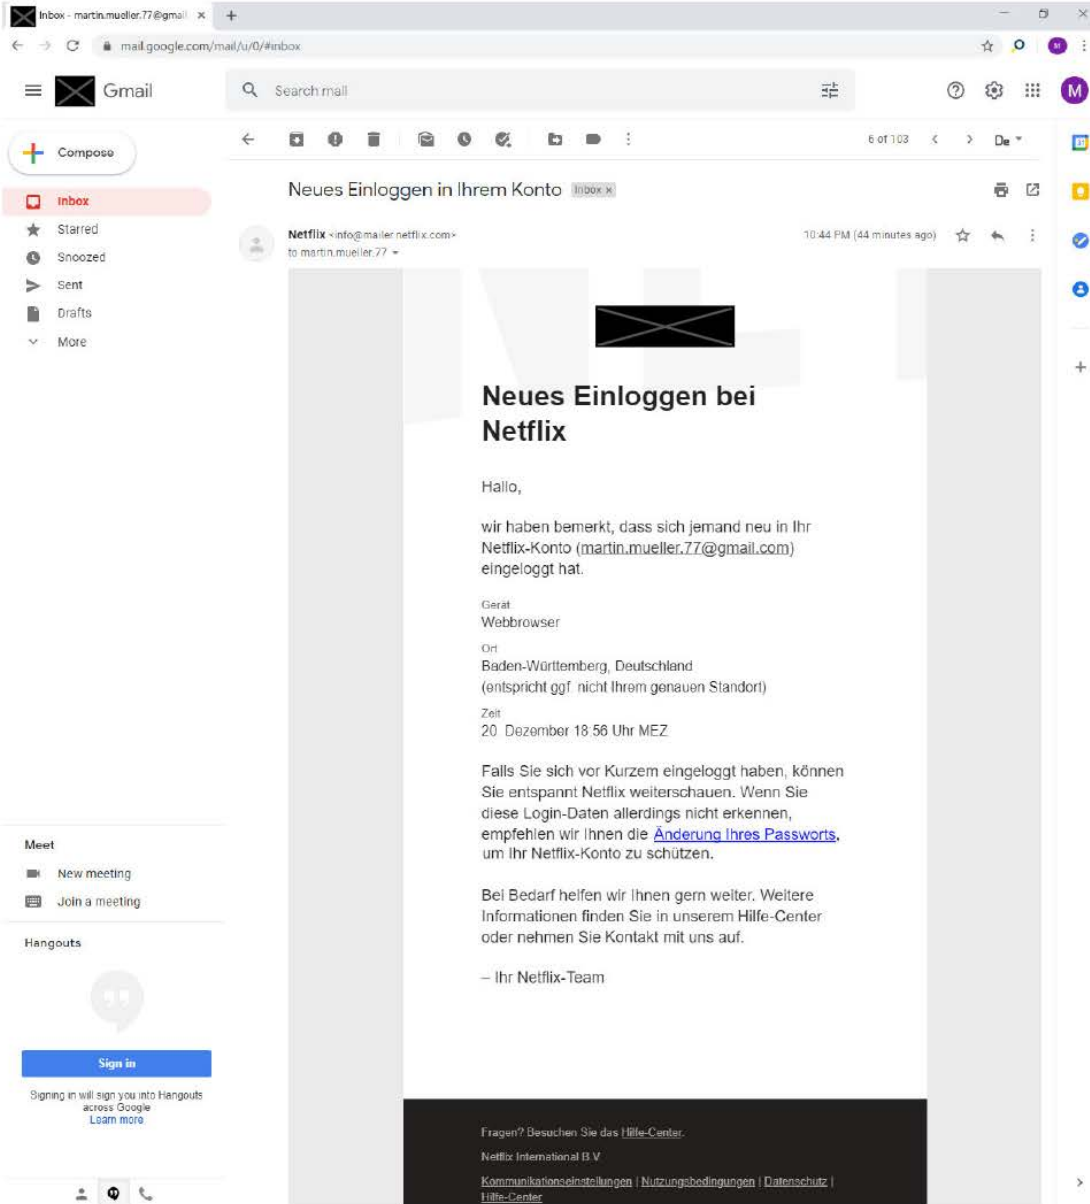 Inbox - martin.mueller.77@gmail
mail.google.com/mail/u/0/#inbox
Gmail
Search mail
M
Compose
6 of 103
De
Inbox
Starred
Snoozed
Sent
Drafts
More
Neues Einloggen in Ihrem Konto Inbox x
Netflix <info@mailer.netflix.com>
10:44 PM (44 minutes ago)
to martin.mueller.77
Neues Einloggen bei
Netflix
Hallo,
wir haben bemerkt, dass sich jemand neu in Ihr
Netflix-Konto (martin.mueller.77@gmail.com)
eingeloggt hat.
Gerät
Webbrowser
Ort
Baden-Württemberg, Deutschland
(entspricht ggf. nicht Ihrem genauen Standort)
Zeit
20. Dezember 18:56 Uhr MEZ
Falls Sie sich vor Kurzem eingeloggt haben, können
Sie entspannt Netflix weiterschauen. Wenn Sie
diese Login-Daten allerdings nicht erkennen,
empfehlen wir Ihnen die Änderung Ihres Passworts,
um Ihr Netflix-Konto zu schützen.
Bei Bedarf helfen wir Ihnen gern weiter. Weitere
Informationen finden Sie in unserem Hilfe-Center
oder nehmen Sie Kontakt mit uns auf.
– Ihr Netflix-Team
Meet
New meeting
Join a meeting
Hangouts
Sign in
Signing in will sign you into Hangouts
across Google
Learn more
Fragen? Besuchen Sie das Hilfe-Center.
Netflix International B.V.
Kommunikationseinstellungen | Nutzungsbedingungen | Datenschutz |
Hilfe-Center